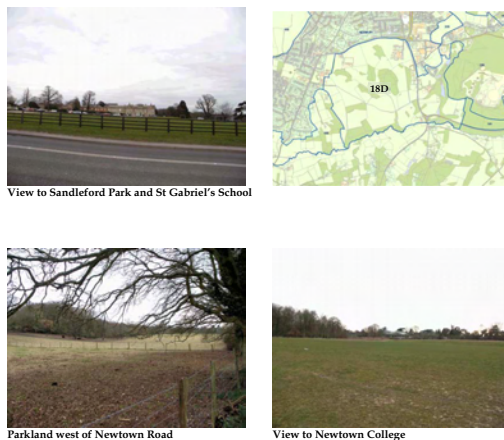 18D
View to Sandleford Park and St Gabriel's School
Parkland west of Newtown Road
View to Newtown College